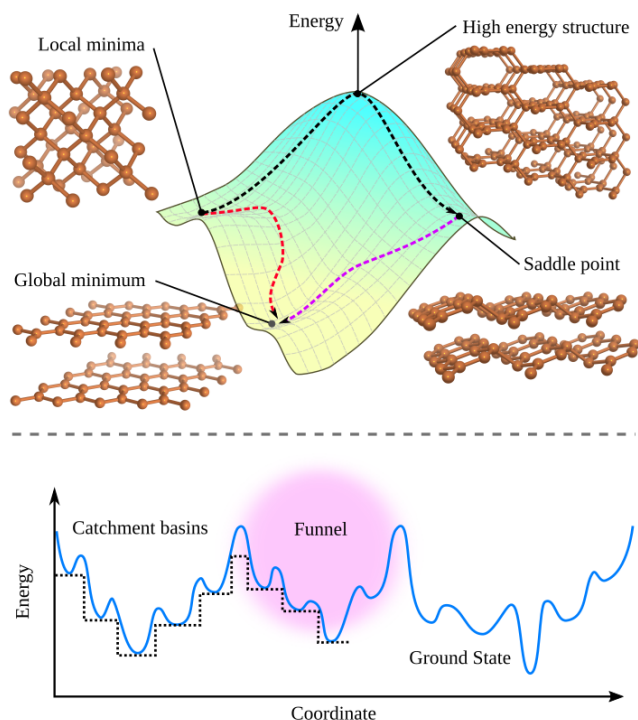 Energy
Local minima
High energy structure
Global minimum
Saddle point
Catchment basins
Funnel
Energy
Ground State
Coordinate